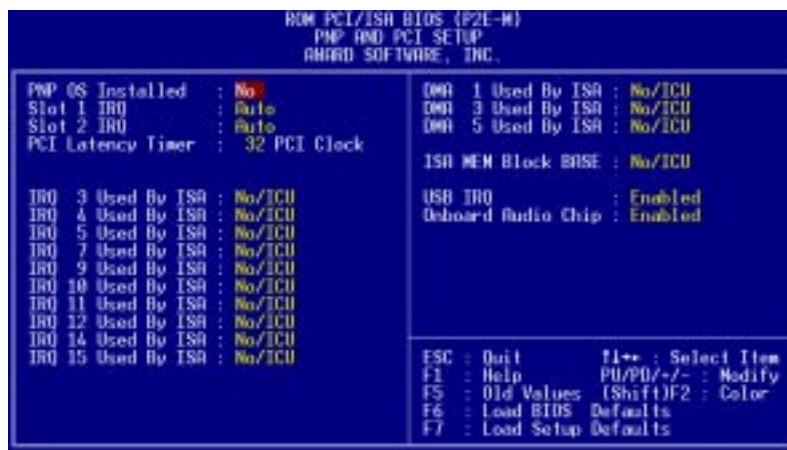 ROM PCI/ISA BIOS (P2E-M)
PNP AND PCI SETUP
AWARD SOFTWARE, INC.
PNP OS Installed : No
Slot 1 IRQ : Auto
Slot 2 IRQ : Auto
PCI Latency Timer : 32 PCI Clock
IRQ 3 Used By ISA : No/ICU
IRQ 4 Used By ISA : No/ICU
IRQ 5 Used By ISA : No/ICU
IRQ 7 Used By ISA : No/ICU
IRQ 9 Used By ISA : No/ICU
IRQ 10 Used By ISA : No/ICU
IRQ 11 Used By ISA : No/ICU
IRQ 12 Used By ISA : No/ICU
IRQ 14 Used By ISA : No/ICU
IRQ 15 Used By ISA : No/ICU
DMA 1 Used By ISA : No/ICU
DMA 3 Used By ISA : No/ICU
DMA 5 Used By ISA : No/ICU
ISA MEM Block BASE : No/ICU
USB IRQ : Enabled
Onboard Audio Chip : Enabled
ESC : Quit ↑↓→← : Select Item
F1 : Help PU/PD/+/- : Modify
F5 : Old Values (Shift)F2 : Color
F6 : Load BIOS Defaults
F7 : Load Setup Defaults